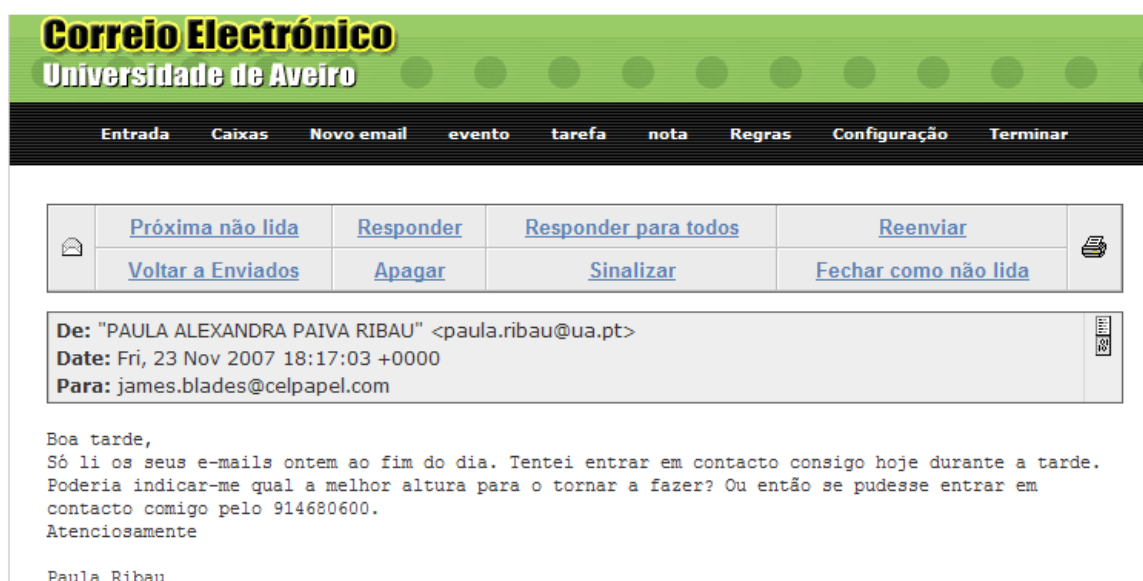 Correio Electrónico
Universidade de Aveiro
Entrada Caixas Novo email evento tarefa nota Regras Configuração Terminar
Próxima não lida Responder Responder para todos Reenviar
Voltar a Enviados Apagar Sinalizar Fechar como não lida
De: "PAULA ALEXANDRA PAIVA RIBAU" <paula.ribau@ua.pt>
Date: Fri, 23 Nov 2007 18:17:03 +0000
Para: james.blades@celpapel.com
Boa tarde,
Só li os seus e-mails ontem ao fim do dia. Tentei entrar em contacto consigo hoje durante a tarde.
Poderia indicar-me qual a melhor altura para o tornar a fazer? Ou então se pudesse entrar em
contacto comigo pelo 914680600.
Atenciosamente
Paula Ribau